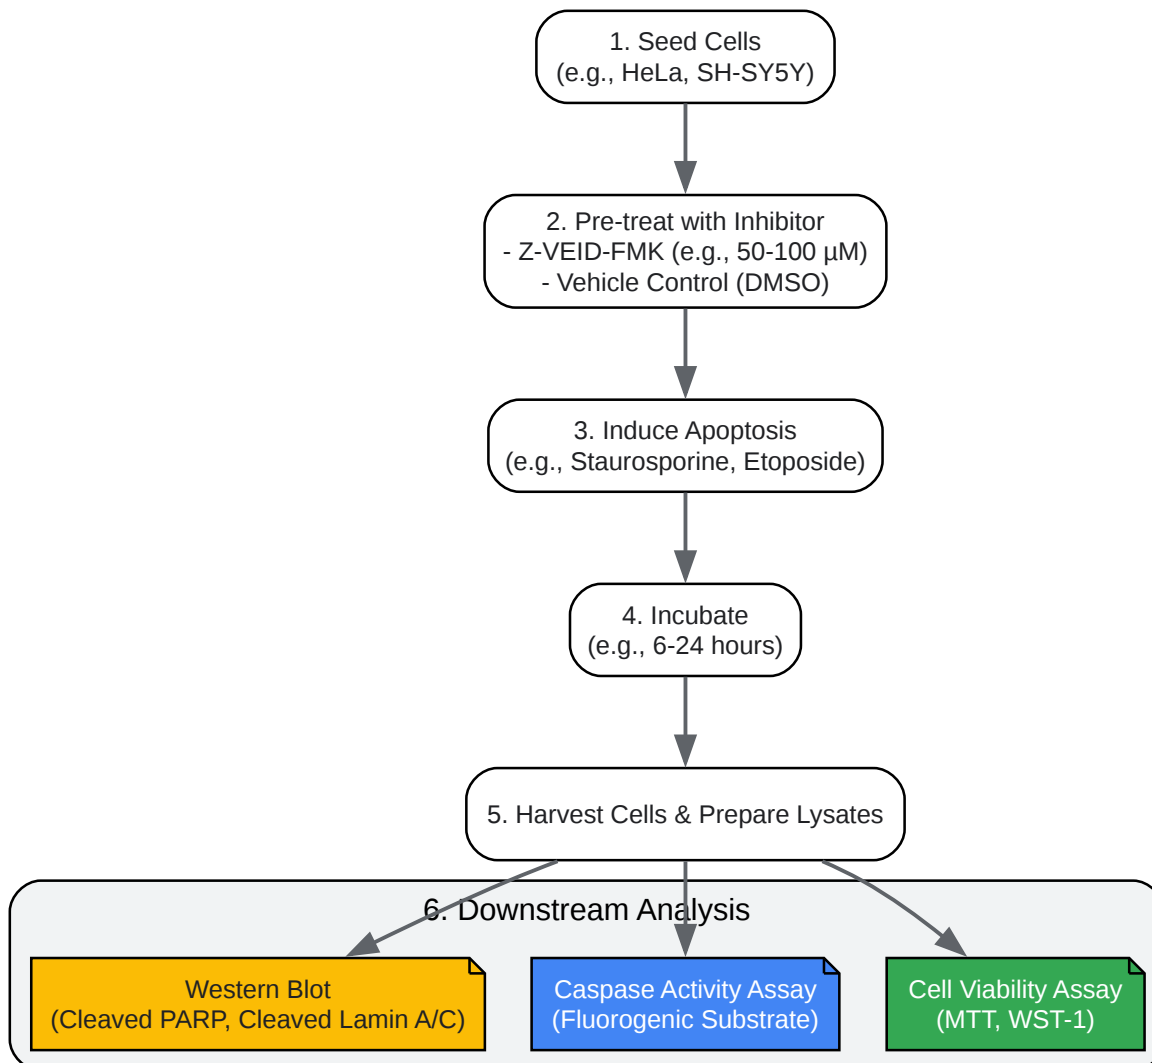 1. Seed Cells
(e.g., HeLa, SH-SY5Y)
2. Pre-treat with Inhibitor
- Z-VEID-FMK (e.g., 50-100 µM)
- Vehicle Control (DMSO)
3. Induce Apoptosis
(e.g., Staurosporine, Etoposide)
4. Incubate
(e.g., 6-24 hours)
5. Harvest Cells & Prepare Lysates
6. Downstream Analysis
Western Blot
(Cleaved PARP, Cleaved Lamin A/C)
Caspase Activity Assay
(Fluorogenic Substrate)
Cell Viability Assay
(MTT, WST-1)